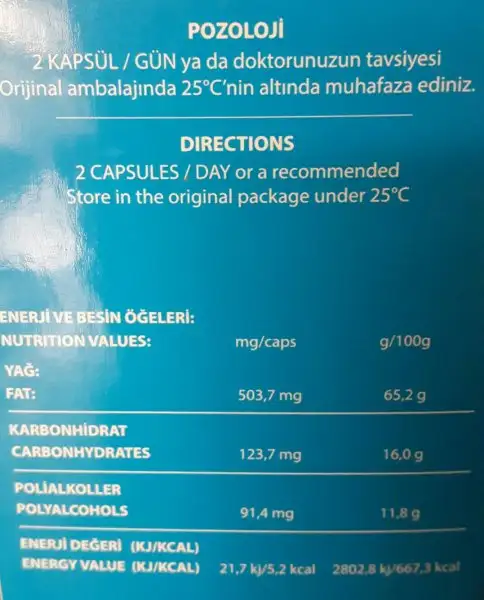 POZOLOJİ
2 KAPSÜL / GÜN ya da doktorunuzun tavsiyesi
Orijinal ambalajında 25°C'nin altında muhafaza ediniz.
DIRECTIONS
2 CAPSULES / DAY or a recommended
Store in the original package under 25°C
ENERJİ VE BESİN ÖĞELERİ:
NUTRITION VALUES: mg/caps g/100g
YAĞ:
FAT: 503,7 mg 65,2 g
KARBONHİDRAT
CARBONHYDRATES 123,7 mg 16,0 g
POLİALKOLLER
POLYALCOHOLS 91,4 mg 11,8 g
ENERJİ DEĞERİ (KJ/KCAL)
ENERGY VALUE (KJ/KCAL) 21,7 kj/5,2 kcal 2802,8 kj/667,3 kcal